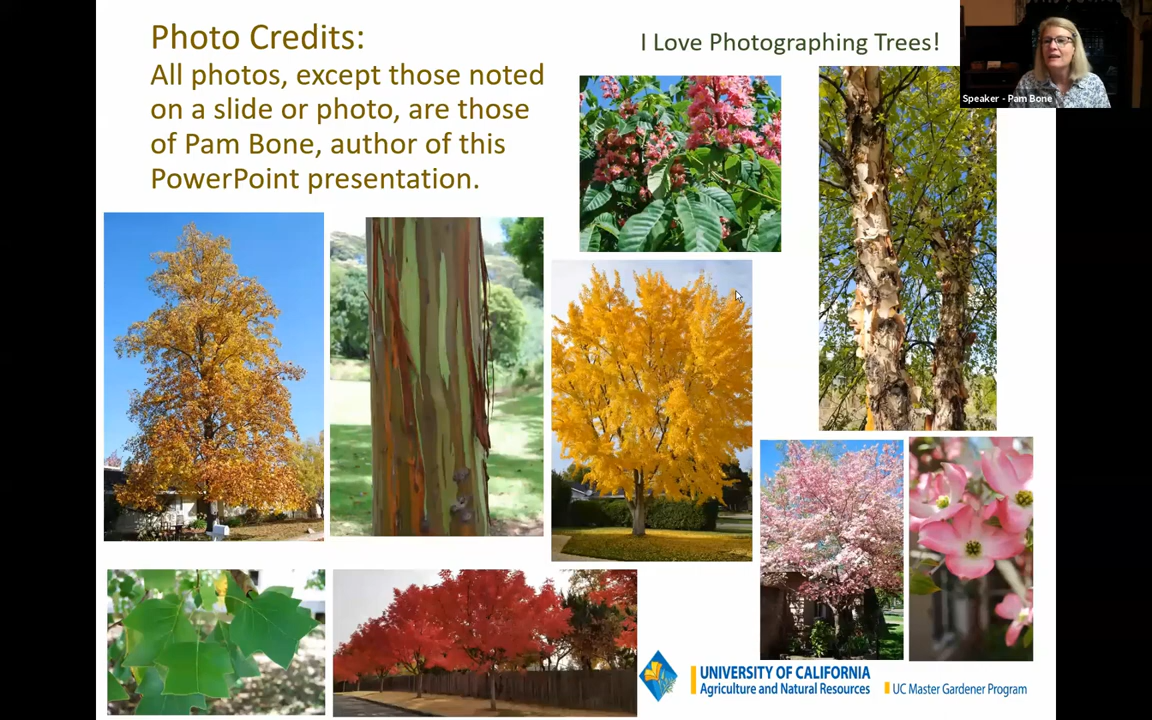 Photo Credits:
All photos, except those noted
on a slide or photo, are those
of Pam Bone, author of this
PowerPoint presentation.
I Love Photographing Trees!
Speaker - Pam Bone
UNIVERSITY OF CALIFORNIA
Agriculture and Natural Resources
UC Master Gardener Program